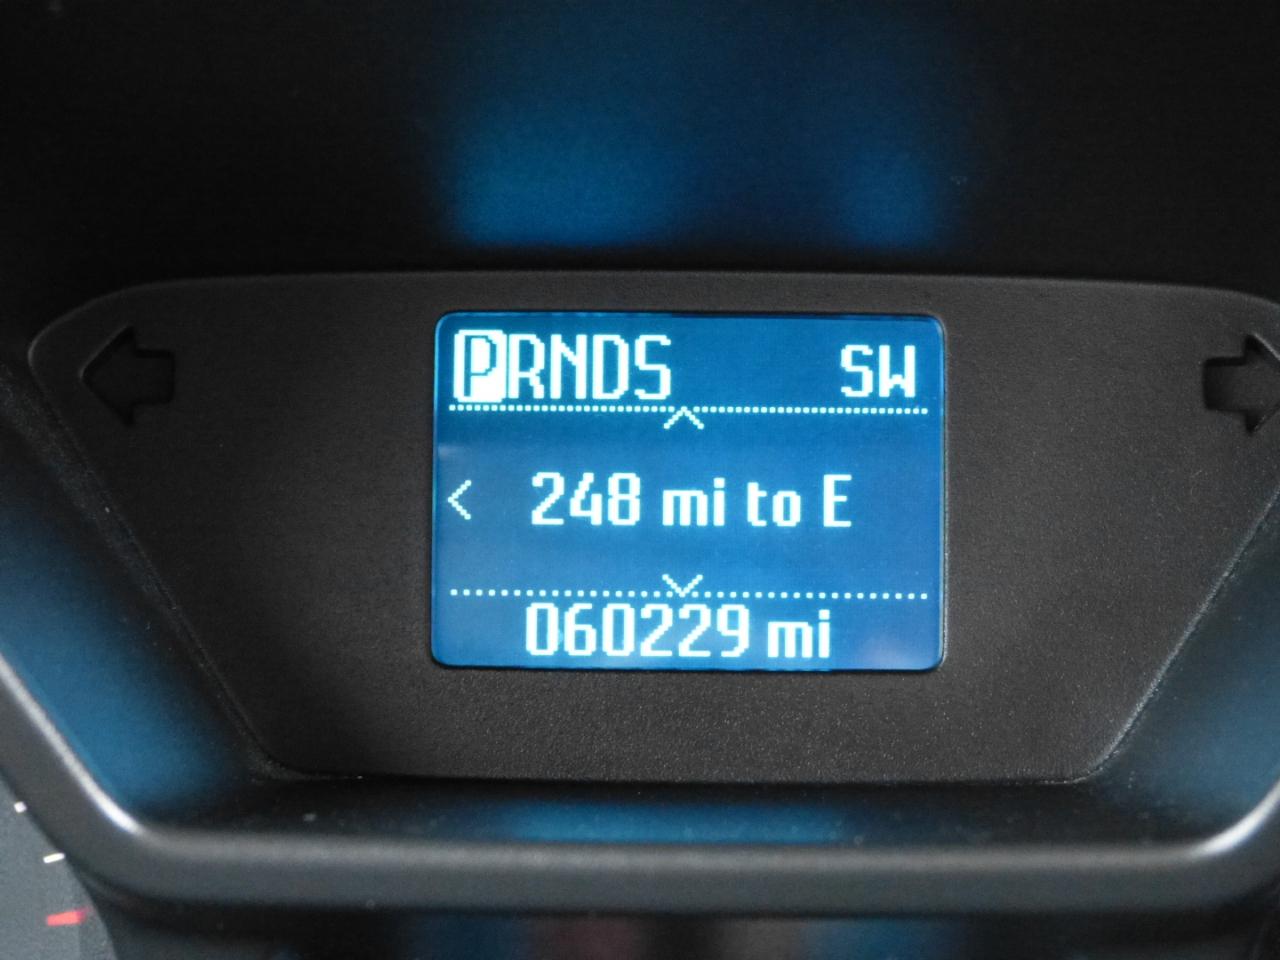 PRNDS SW
248 mi to E
060229 mi